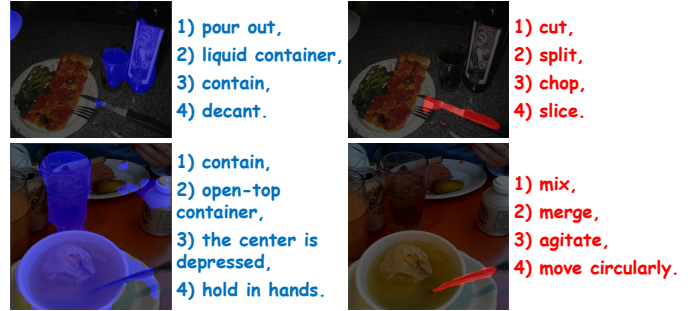 1) pour out,
2) liquid container,
3) contain,
4) decant.
1) cut,
2) split,
3) chop,
4) slice.
1) contain,
2) open-top
container,
3) the center is
depressed,
4) hold in hands.
1) mix,
2) merge,
3) agitate,
4) move circularly.